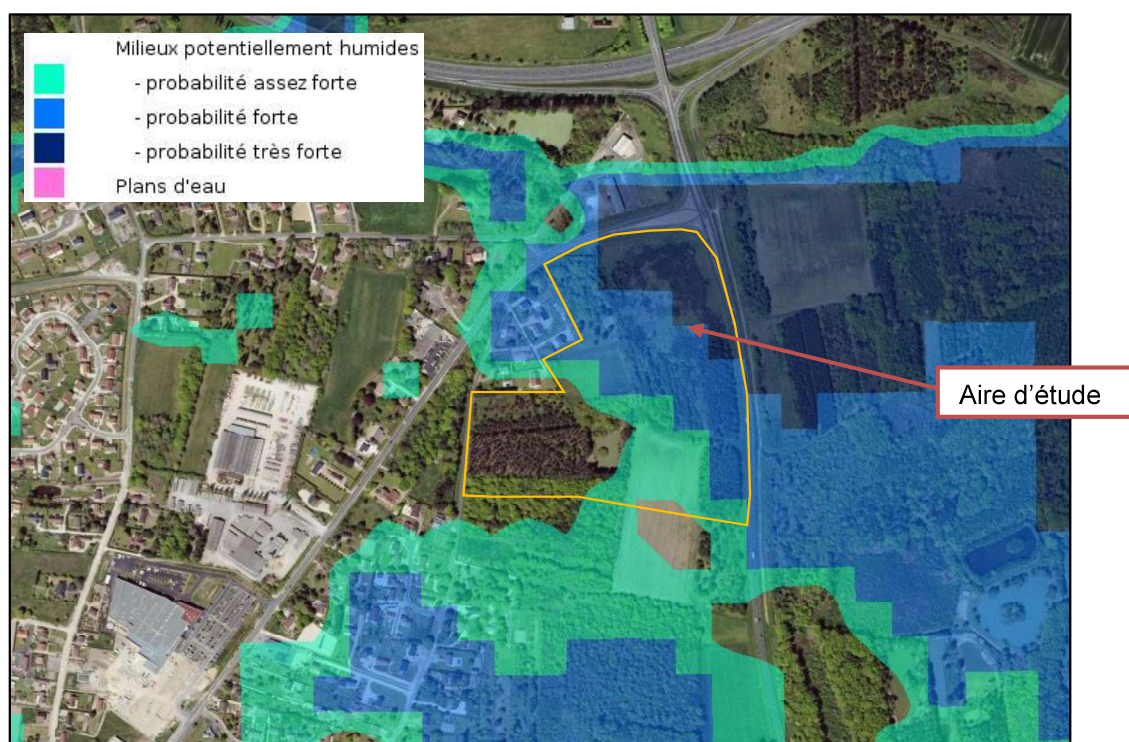 Milieux potentiellement humides
- probabilité assez forte
- probabilité forte
- probabilité très forte
Plans d'eau
Aire d’étude